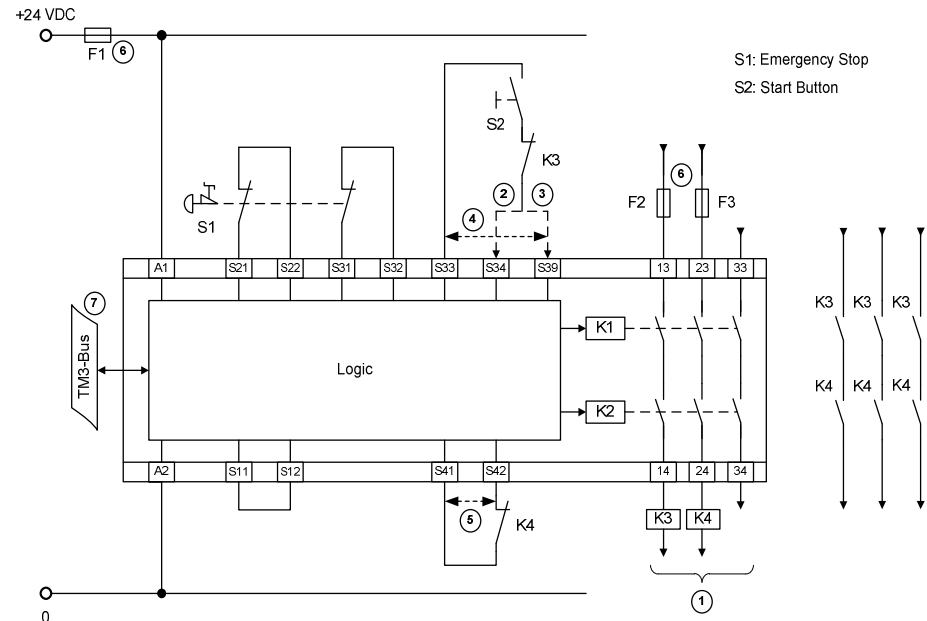 +24 VDC
F1
6
S1: Emergency Stop
S2: Start Button
S2
K3
6
F2
F3
2
3
S1
4
A1
S21
S22
S31
S32
S33
S34
S39
13
23
33
7
TM3-Bus
Logic
K1
K2
K3
K3
K3
K4
K4
K4
A2
S11
S12
S41
S42
14
24
34
5
K4
K3
K4
1
0